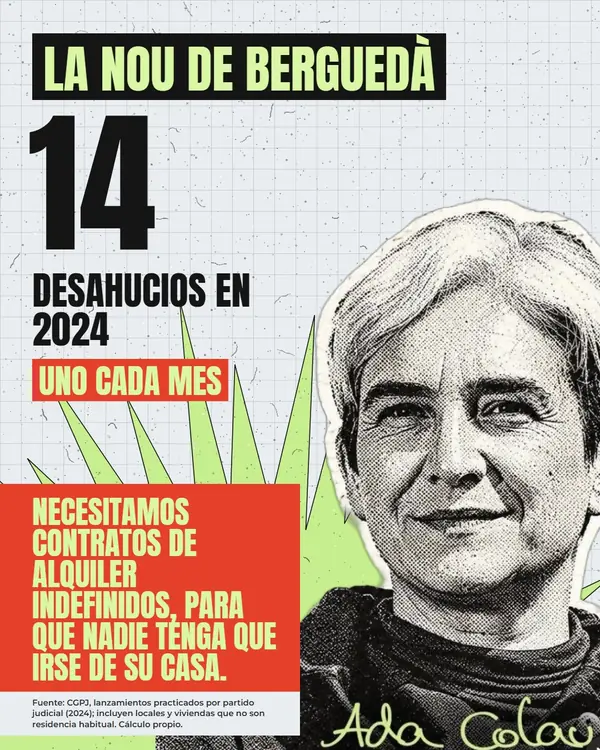 LA NOU DE BERGUEDÀ
14
DESAHUCIOS EN
2024
UNO CADA MES
NECESITAMOS
CONTRATOS DE
ALQUILER
INDEFINIDOS, PARA
QUE NADIE TENGA QUE
IRSE DE SU CASA.
Fuente: CGPJ, lanzamientos practicados por partido
judicial (2024); incluyen locales y viviendas que no son
residencia habitual. Cálculo propio.
Ada Colau